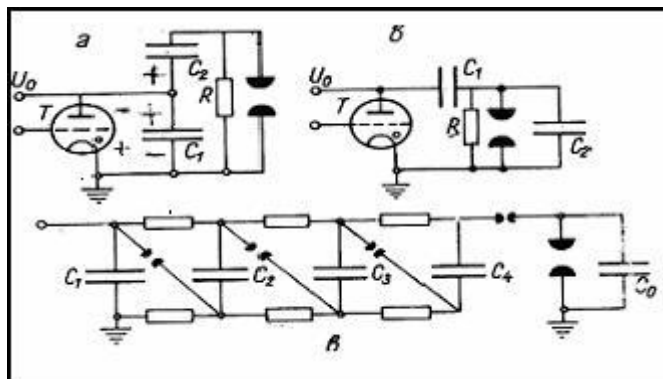 а
б
U₀
C₂
R
T
C₁
U₀
C₁
T
R
C₂
C₁
C₂
C₃
C₄
C₀
в